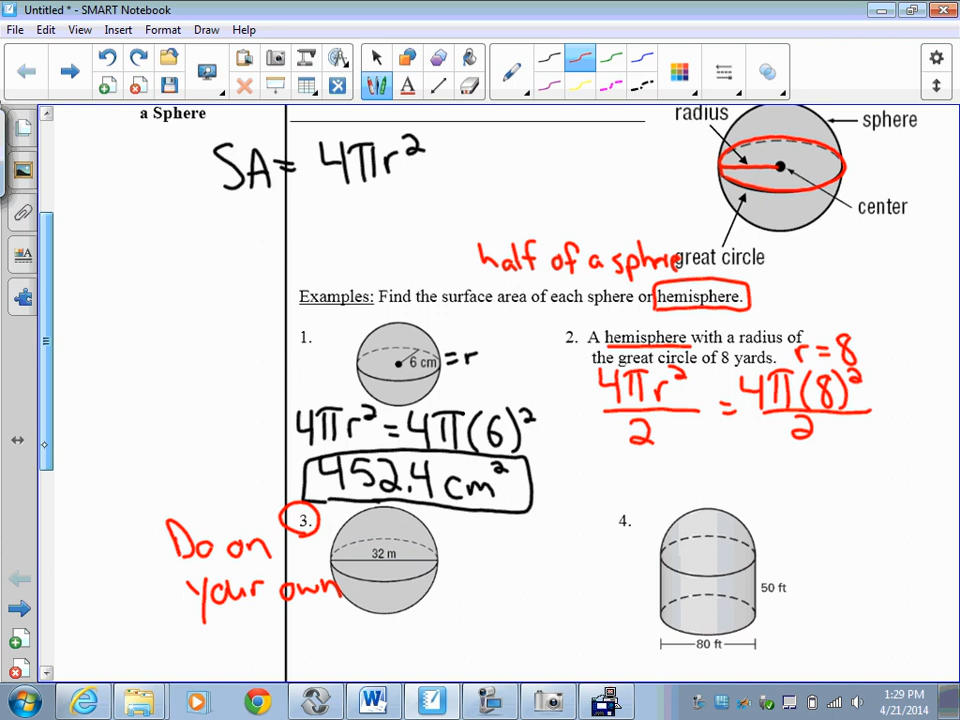 Untitled * - SMART Notebook
File Edit View Insert Format Draw Help
a Sphere
SA = 4πr²
radius
sphere
center
great circle
half of a sphre
Examples: Find the surface area of each sphere or hemisphere.
1.
6 cm = r
4πr² = 4π(6)²
452.4 cm²
2. A hemisphere with a radius of
the great circle of 8 yards.
r = 8
4πr²/2 = 4π(8)²/2
3.
32 m
Do on
your own
4.
50 ft
80 ft
1:29 PM
4/21/2014